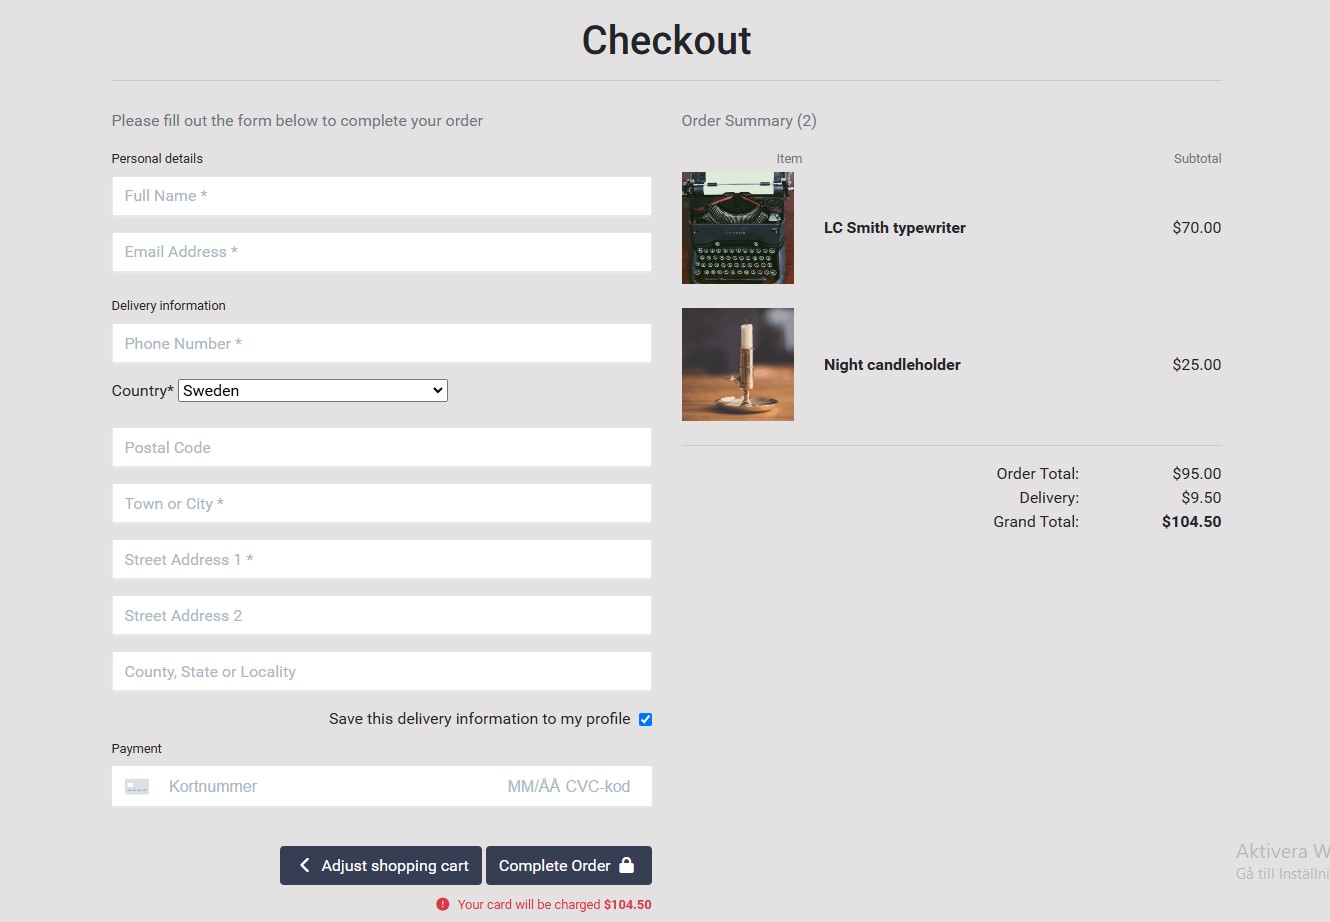 Checkout
Please fill out the form below to complete your order
Personal details
Full Name *
Email Address *
Delivery information
Phone Number *
Country* Sweden
Postal Code
Town or City *
Street Address 1 *
Street Address 2
County, State or Locality
Save this delivery information to my profile
Payment
Kortnummer MM/ÅÅ CVC-kod
Adjust shopping cart Complete Order
Your card will be charged $104.50
Order Summary (2)
Item Subtotal
LC Smith typewriter $70.00
Night candleholder $25.00
Order Total: $95.00
Delivery: $9.50
Grand Total: $104.50
Aktivera W
Gå till Inställni